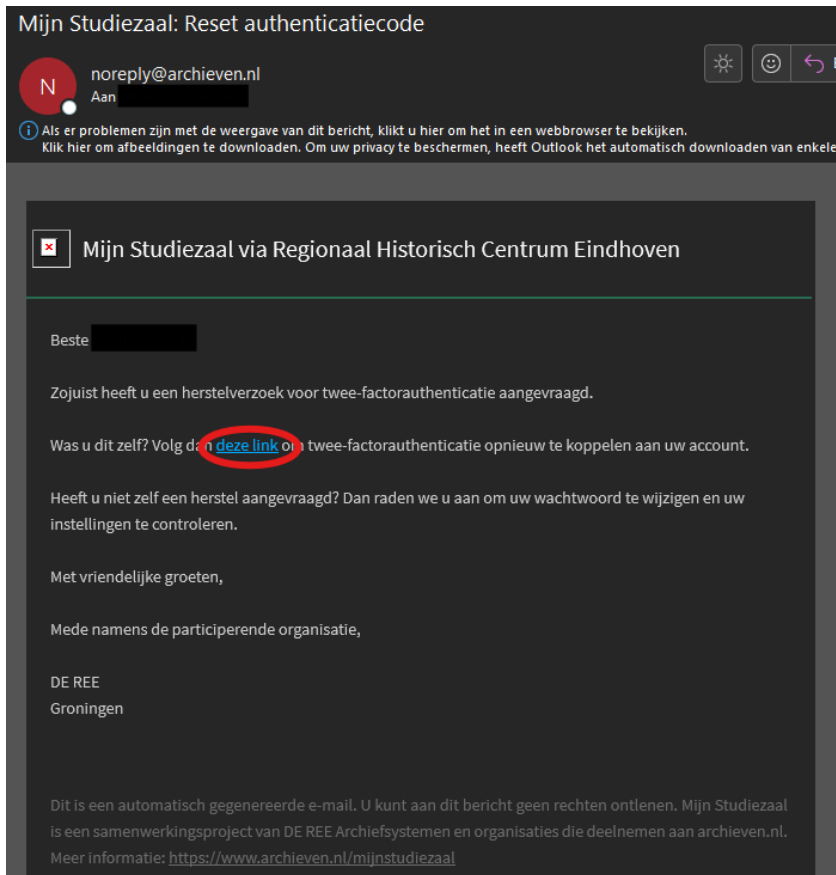 Mijn Studiezaal: Reset authenticatiecode
N
noreply@archieven.nl
Aan
Als er problemen zijn met de weergave van dit bericht, klikt u hier om het in een webbrowser te bekijken.
Klik hier om afbeeldingen te downloaden. Om uw privacy te beschermen, heeft Outlook het automatisch downloaden van enkele
Mijn Studiezaal via Regionaal Historisch Centrum Eindhoven
Beste
Zojuist heeft u een herstelverzoek voor twee-factorauthenticatie aangevraagd.
Was u dit zelf? Volg dan deze link om twee-factorauthenticatie opnieuw te koppelen aan uw account.
Heeft u niet zelf een herstel aangevraagd? Dan raden we u aan om uw wachtwoord te wijzigen en uw
instellingen te controleren.
Met vriendelijke groeten,
Mede namens de participerende organisatie,
DE REE
Groningen
Dit is een automatisch gegenereerde e-mail. U kunt aan dit bericht geen rechten ontlenen. Mijn Studiezaal
is een samenwerkingsproject van DE REE Archiefsystemen en organisaties die deelnemen aan archieven.nl.
Meer informatie: https://www.archieven.nl/mijnstudiezaal